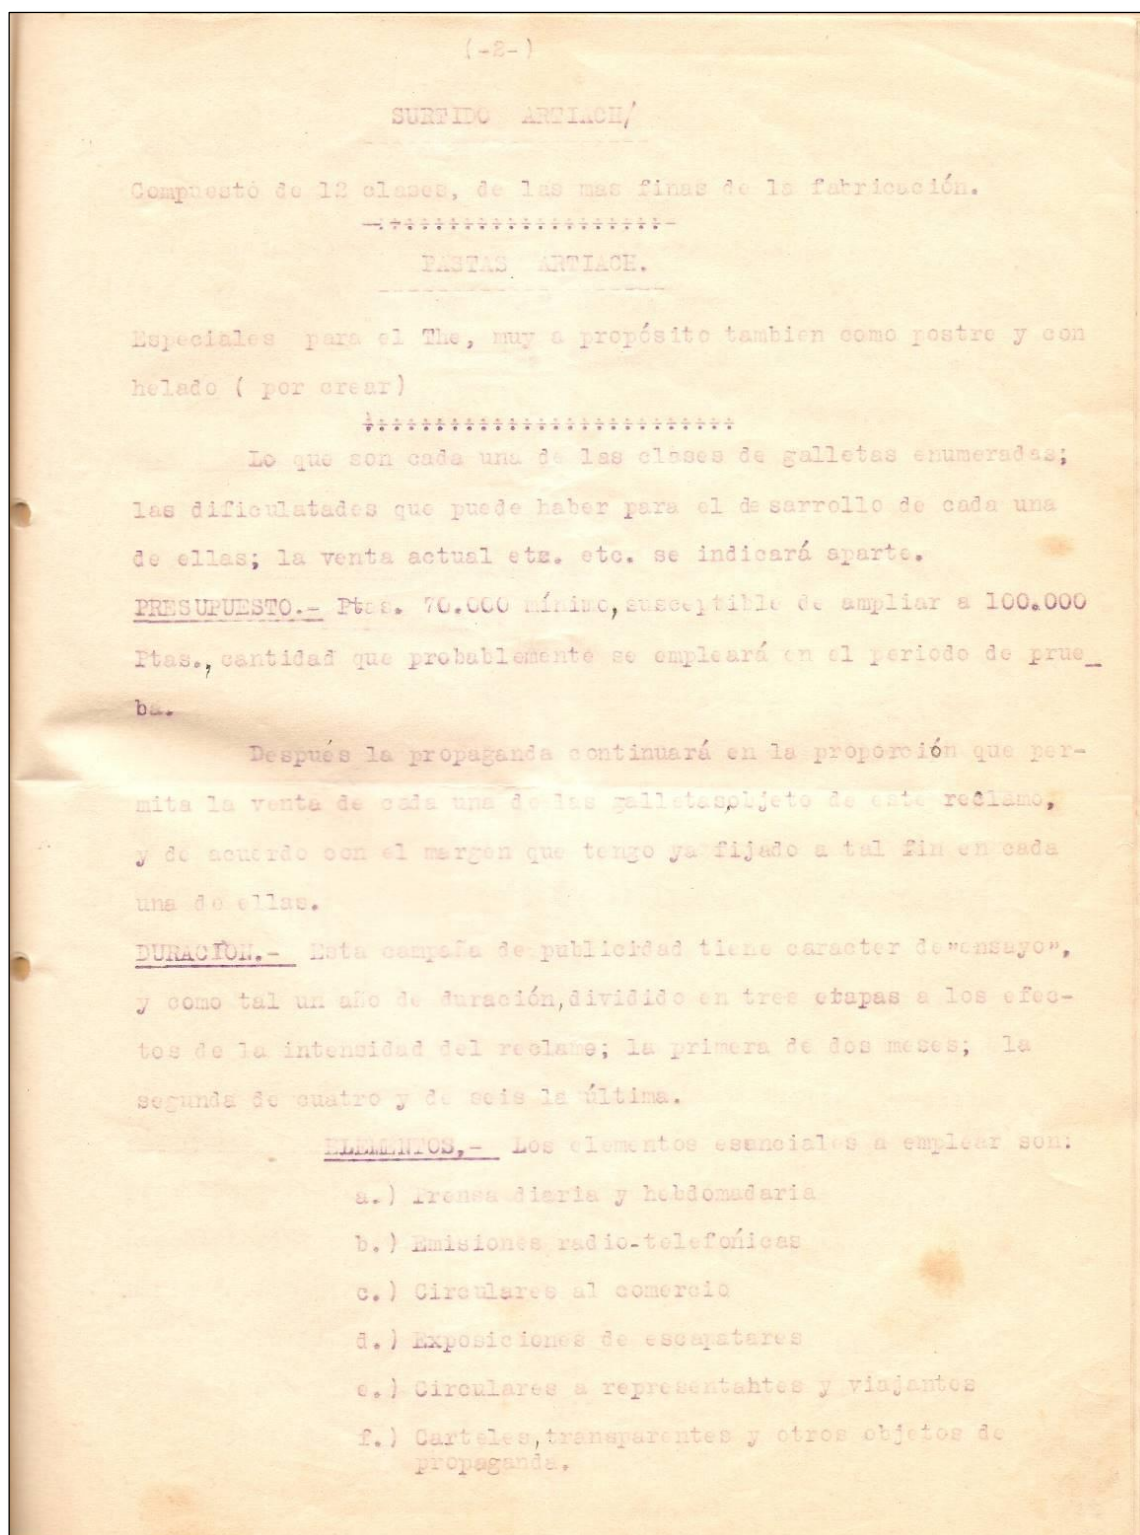 (-2-)
SURTIDO ARTIACH/
Compuesto de 12 clases, de las mas finas de la fabricación.
PASTAS ARTIACH.
Especiales para el The, muy a propósito tambien como postre y con
helado ( por crear)
Lo que son cada una de las clases de galletas enumeradas;
las dificulatades que puede haber para el desarrollo de cada una
de ellas; la venta actual etc. etc. se indicará aparte.
PRESUPUESTO.- Ptas. 70.000 mínimo, susceptible de ampliar a 100.000
Ptas., cantidad que probablemente se empleará en el periodo de prue_
ba.
Después la propaganda continuará en la proporción que per-
mita la venta de cada una de las galletas,objeto de este reclamo,
y de acuerdo con el margen que tengo ya fijado a tal fin en cada
una de ellas.
DURACION.- Esta campaña de publicidad tiene caracter de "ensayo",
y como tal un año de duración,dividido en tres etapas a los efec-
tos de la intensidad del reclame; la primera de dos meses; la
segunda de cuatro y de seis la última.
ELEMENTOS,- Los elementos esenciales a emplear son:
a.) Prensa diaria y hebdomadaria
b.) Emisiones radio-telefońicas
c.) Circulares al comercio
d.) Exposiciones de escapatares
e.) Circulares a representahtes y viajantes
f.) Carteles,transparentes y otros objetos de
propaganda.